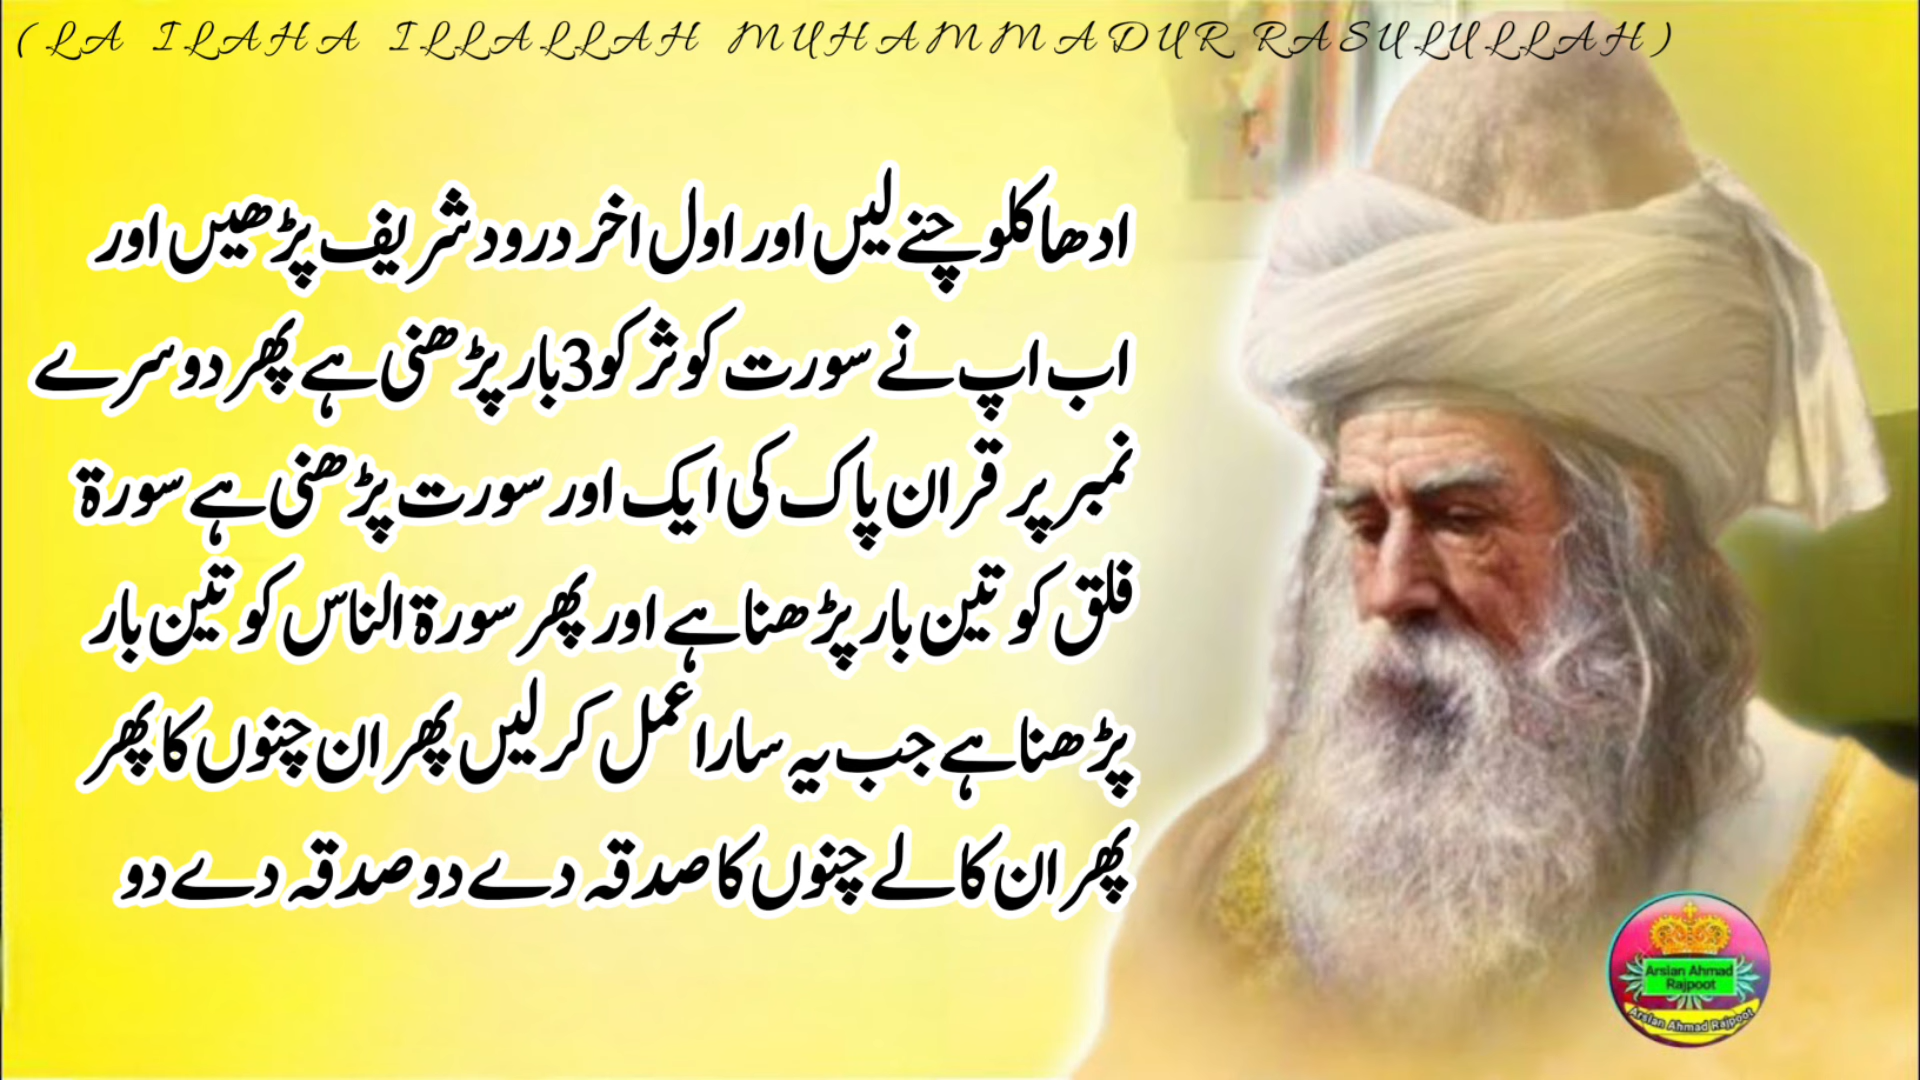 (LA ILAHA ILLALLAH MUHAMMADUR RASULULLAH)
ادھا کلو چنے لیں اور اول اخر درود شریف پڑھیں اور
اب اپ نے سورت کوثر کو3بار پڑھنی ہے پھر دوسرے
نمبر پر قران پاک کی ایک اور سورت پڑھنی ہے سورۃ
فلق کو تین بار پڑھنا ہے اور پھر سورۃ الناس کو تین بار
پڑھنا ہے جب یہ سارا عمل کر لیں پھر ان چنوں کا پھر
پھر ان کالے چنوں کا صدقہ دے دو صدقہ دے دو
Arslan Ahmad
Rajpoot
Arslan Ahmad Rajpoot